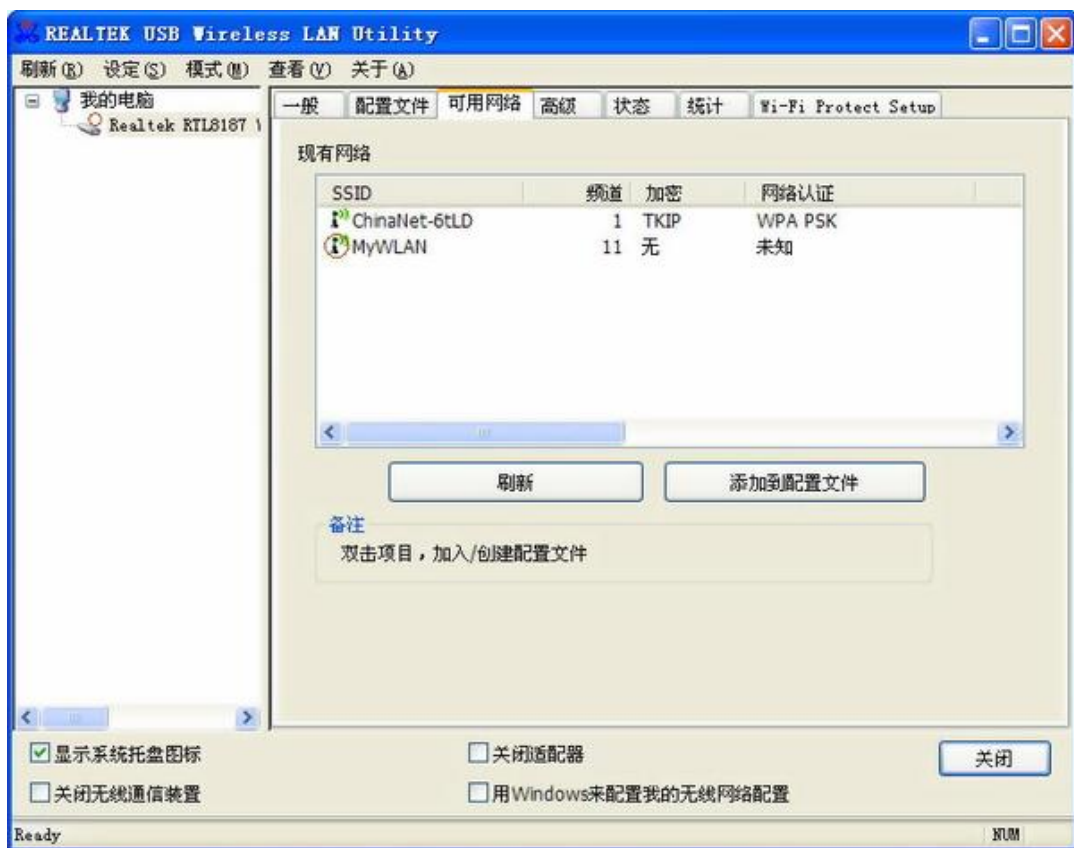 REALTEK USB Wireless LAN Utility
刷新(R) 设定(S) 模式(M) 查看(V) 关于(A)
我的电脑
Realtek RTL8187
一般 配置文件 可用网络 高级 状态 统计 Wi-Fi Protect Setup
现有网络
SSID 频道 加密 网络认证
ChinaNet-6tLD 1 TKIP WPA PSK
MyWLAN 11 无 未知
刷新 添加到配置文件
备注
双击项目，加入/创建配置文件
显示系统托盘图标 关闭适配器 关闭
关闭无线通信装置 用Windows来配置我的无线网络配置
Ready NUM